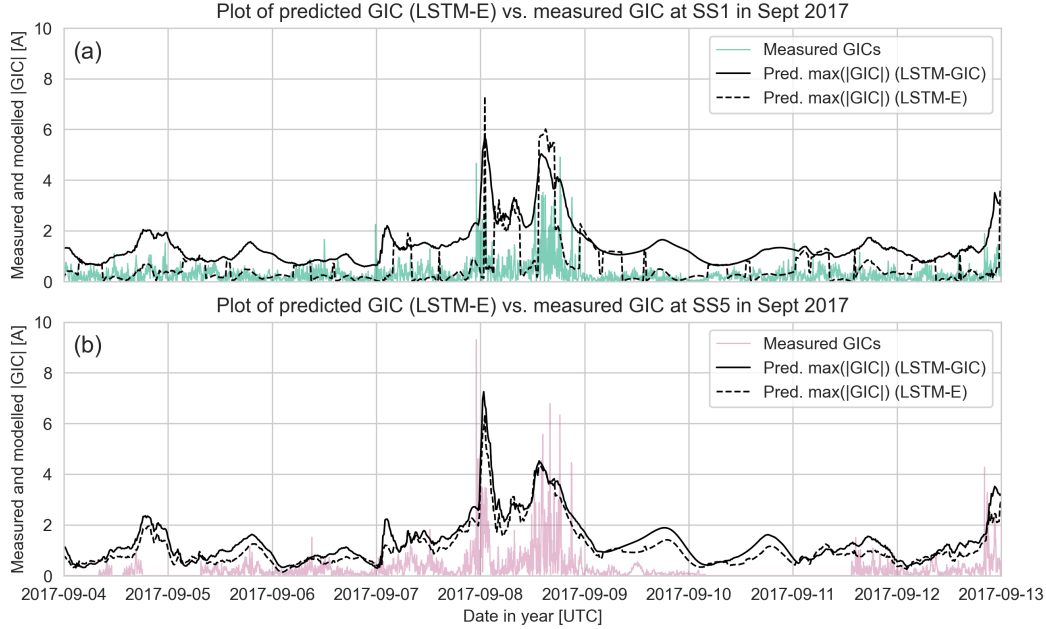 Plot of predicted GIC (LSTM-E) vs. measured GIC at SS1 in Sept 2017
(a)
Measured GICs
Pred. max(|GIC|) (LSTM-GIC)
Pred. max(|GIC|) (LSTM-E)
Measured and modelled |GIC| [A]
10
8
6
4
2
0
Plot of predicted GIC (LSTM-E) vs. measured GIC at SS5 in Sept 2017
(b)
Measured GICs
Pred. max(|GIC|) (LSTM-GIC)
Pred. max(|GIC|) (LSTM-E)
Measured and modelled |GIC| [A]
10
8
6
4
2
0
2017-09-04 2017-09-05 2017-09-06 2017-09-07 2017-09-08 2017-09-09 2017-09-10 2017-09-11 2017-09-12 2017-09-13
Date in year [UTC]